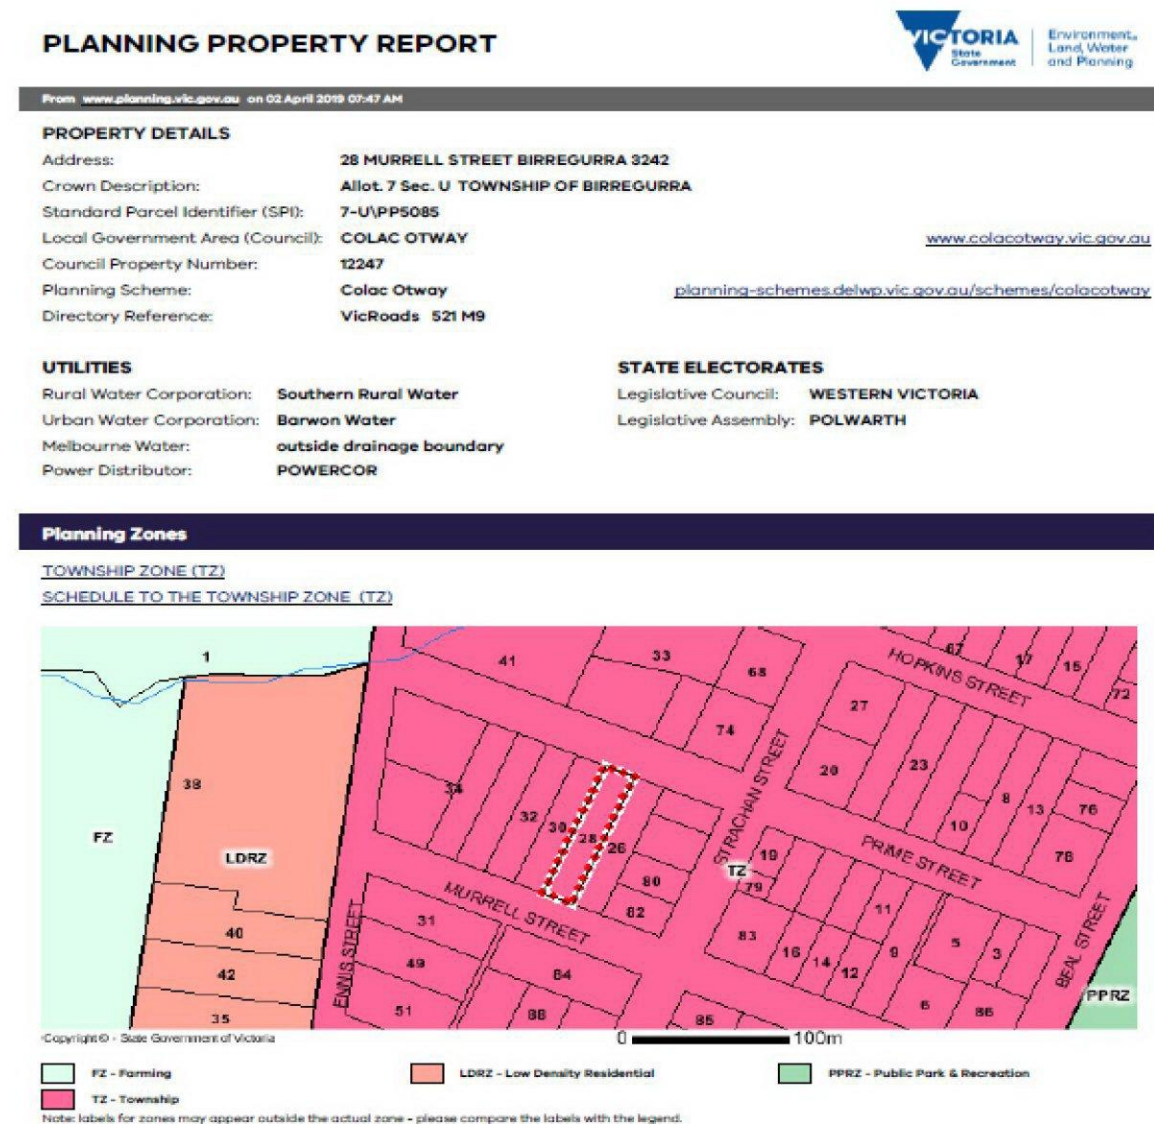 PLANNING PROPERTY REPORT
VICTORIA
State
Government
Environment,
Land, Water
and Planning
From www.planning.vic.gov.au on 02 April 2019 07:47 AM
PROPERTY DETAILS
Address: 28 MURRELL STREET BIRREGURRA 3242
Crown Description: Allot. 7 Sec. U TOWNSHIP OF BIRREGURRA
Standard Parcel Identifier (SPI): 7-U\PP5085
Local Government Area (Council): COLAC OTWAY www.colacotway.vic.gov.au
Council Property Number: 12247
Planning Scheme: Colac Otway planning-schemes.delwp.vic.gov.au/schemes/colacotway
Directory Reference: VicRoads 521 M9
UTILITIES
Rural Water Corporation: Southern Rural Water
Urban Water Corporation: Barwon Water
Melbourne Water: outside drainage boundary
Power Distributor: POWERCOR
STATE ELECTORATES
Legislative Council: WESTERN VICTORIA
Legislative Assembly: POLWARTH
Planning Zones
TOWNSHIP ZONE (TZ)
SCHEDULE TO THE TOWNSHIP ZONE (TZ)
1
41
33
68
67
17
15
72
HOPKINS STREET
74
27
20
23
8
13
76
10
78
38
34
32
30
28
26
80
82
STRACHAN STREET
TZ
19
79
PRIME STREET
FZ
LDRZ
MURRELL STREET
ENNIS STREET
31
49
51
84
88
85
83
16
14
12
11
9
5
3
6
86
BEAL STREET
PPRZ
40
42
35
Copyright © - State Government of Victoria
0 100m
FZ - Farming
LDRZ - Low Density Residential
PPRZ - Public Park & Recreation
TZ - Township
Note: labels for zones may appear outside the actual zone - please compare the labels with the legend.